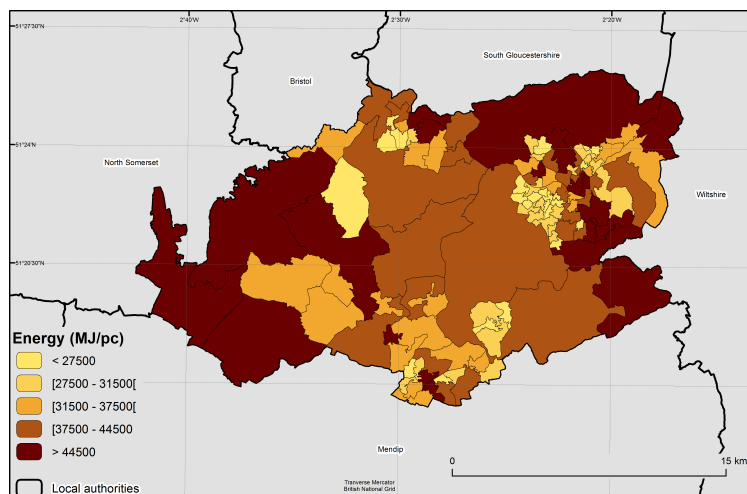 2°40'W
2°30'W
2°20'W
51°27'30"N
South Gloucestershire
Bristol
51°24'N
North Somerset
Wiltshire
51°20'30"N
Energy (MJ/pc)
< 27500
[27500 - 31500[
[31500 - 37500[
[37500 - 44500
> 44500
Local authorities
Mendip
Tranverse Mercator
British National Grid
0
15 km